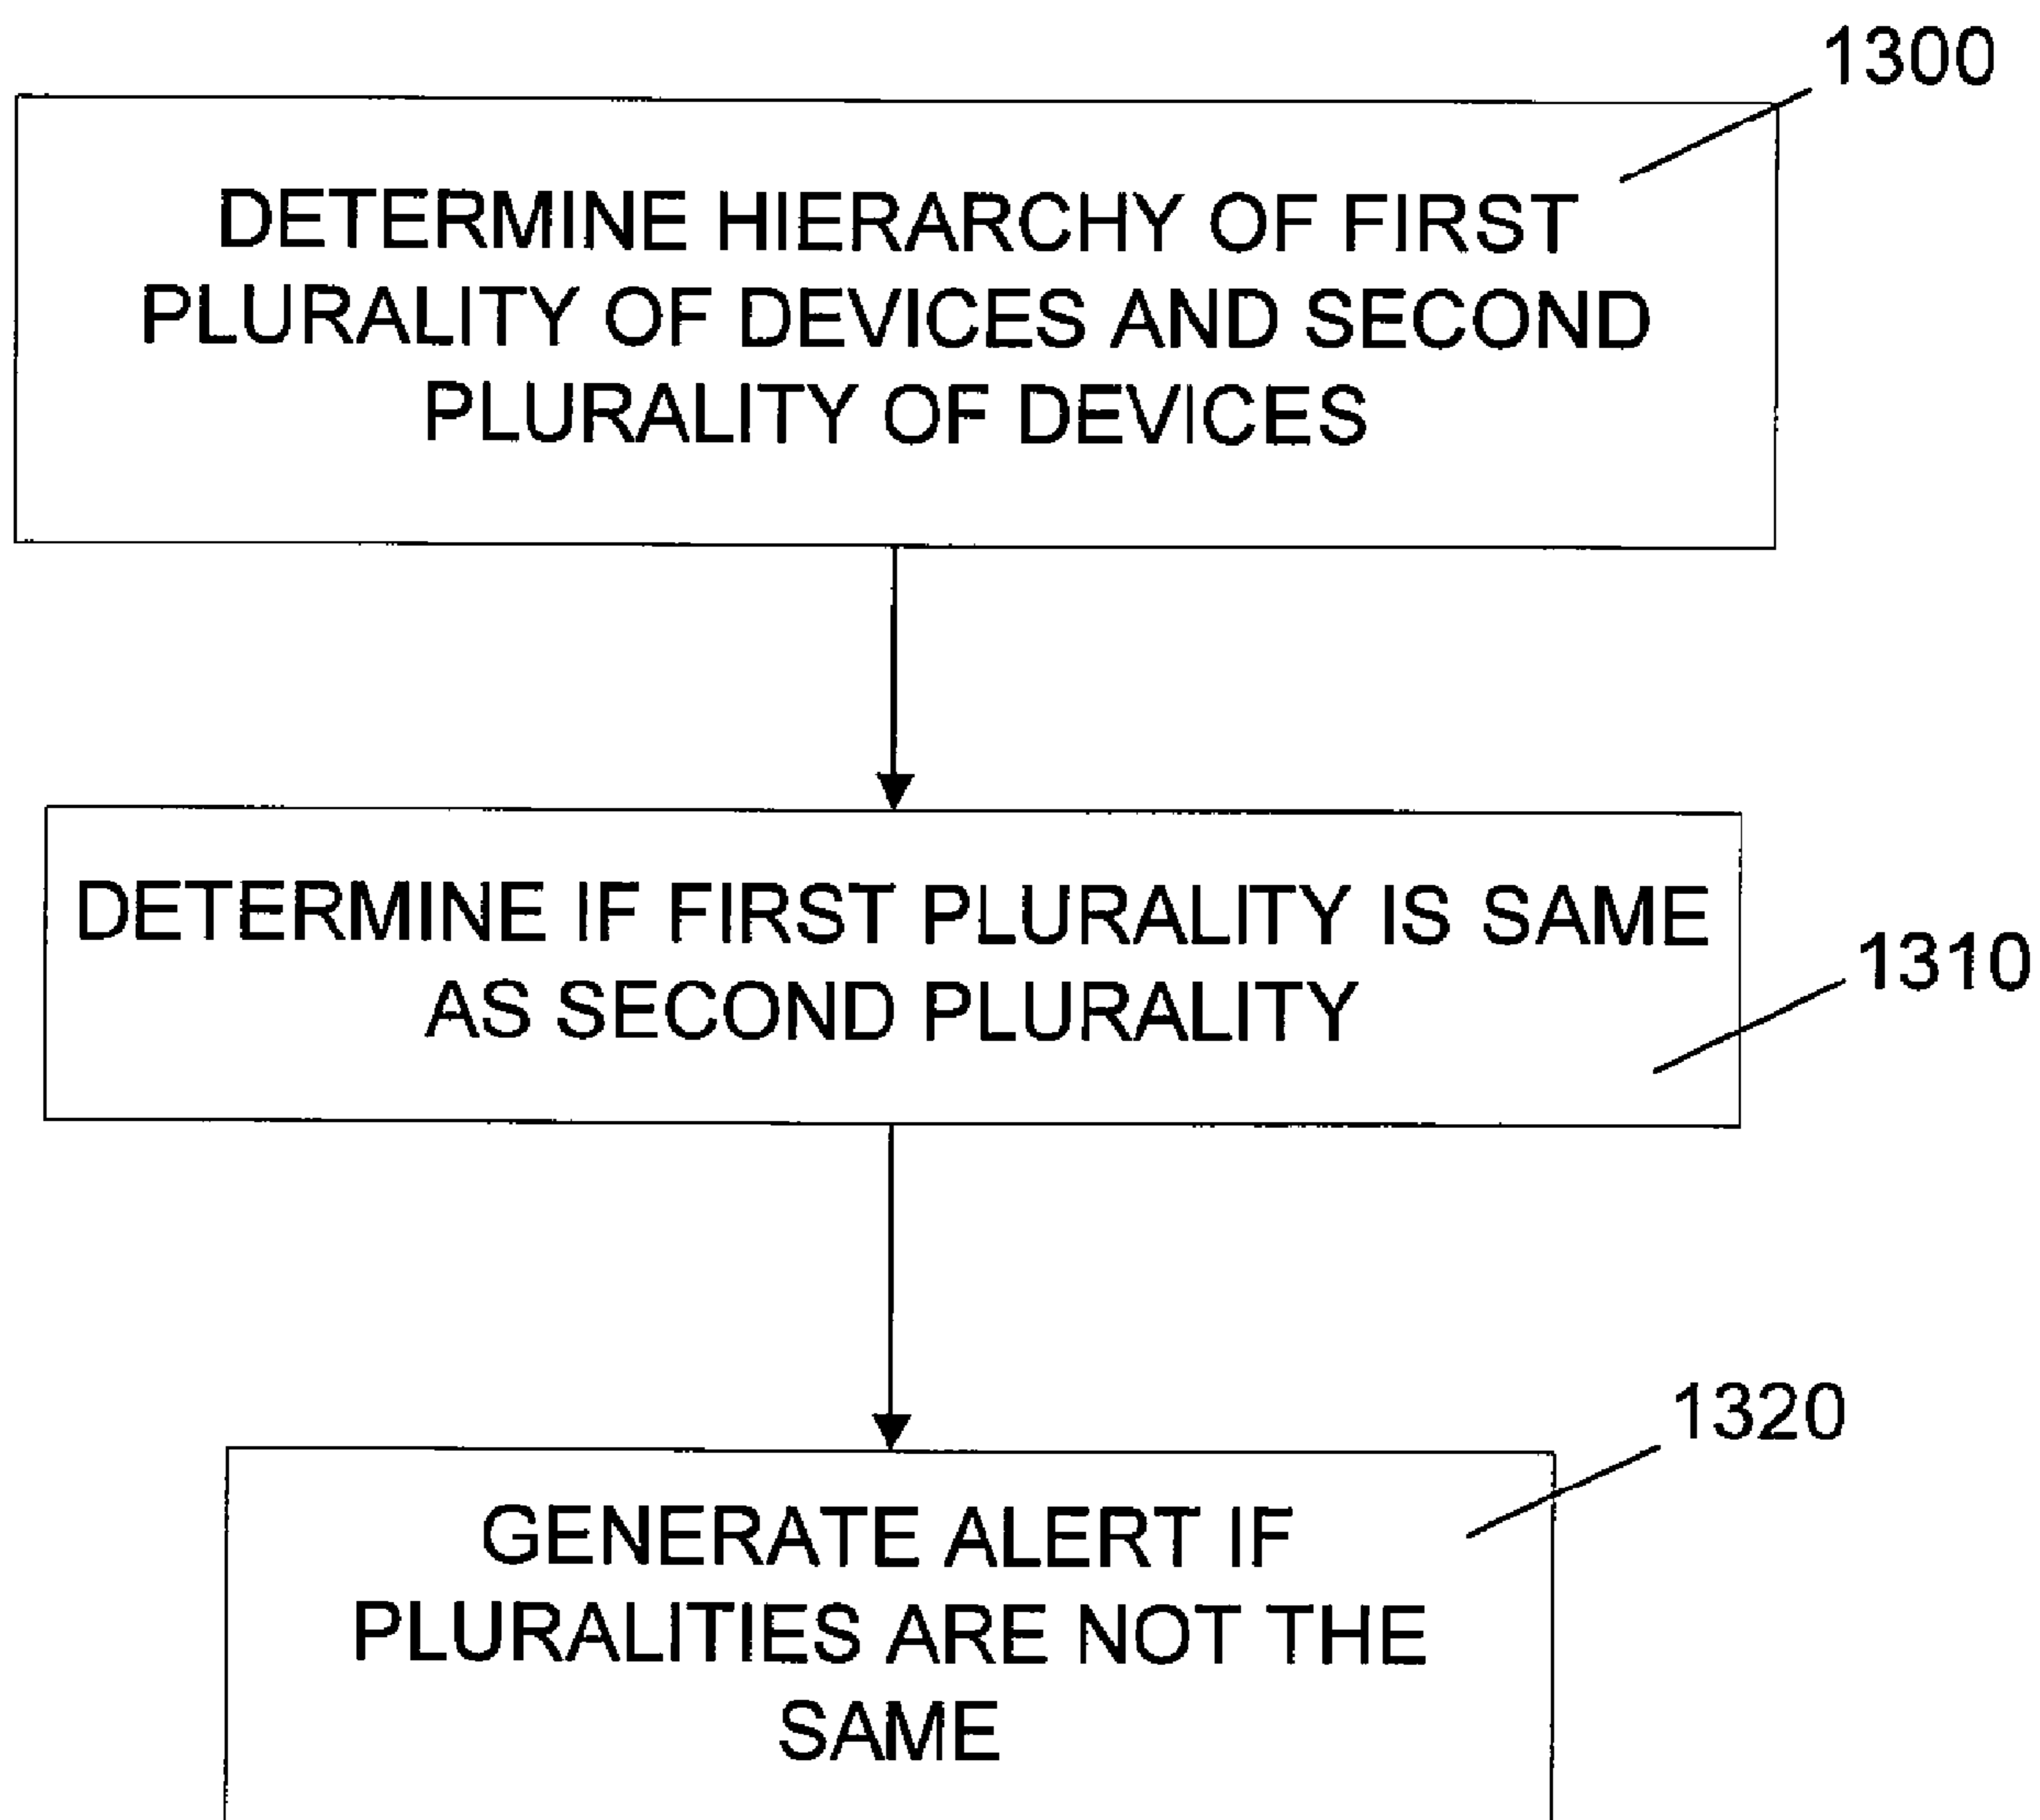 1300
DETERMINE HIERARCHY OF FIRST
PLURALITY OF DEVICES AND SECOND
PLURALITY OF DEVICES
DETERMINE IF FIRST PLURALITY IS SAME
AS SECOND PLURALITY
1310
1320
GENERATE ALERT IF
PLURALITIES ARE NOT THE
SAME